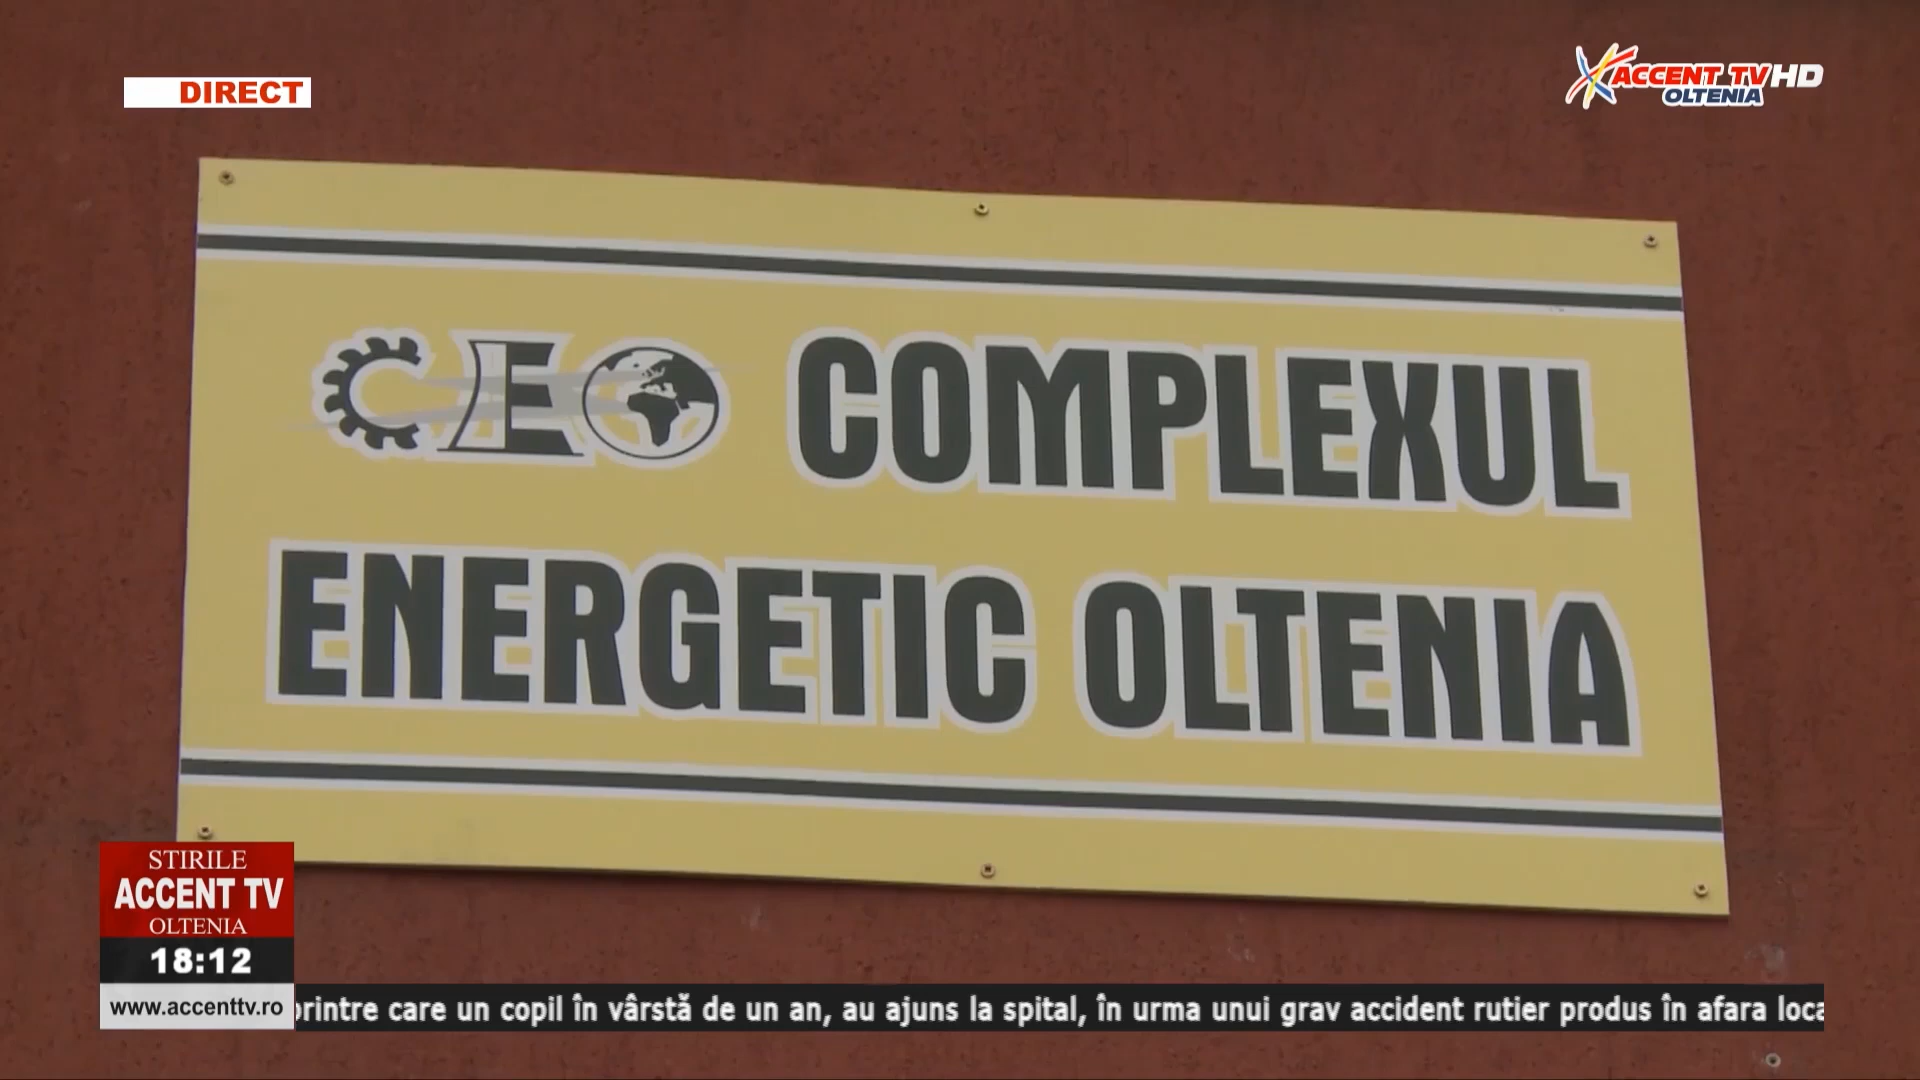 DIRECT
ACCENT TV HD
OLTENIA
CEO COMPLEXUL
ENERGETIC OLTENIA
STIRILE
ACCENT TV
OLTENIA
18:12
www.accenttv.ro
printre care un copil în vârstă de un an, au ajuns la spital, în urma unui grav accident rutier produs în afara